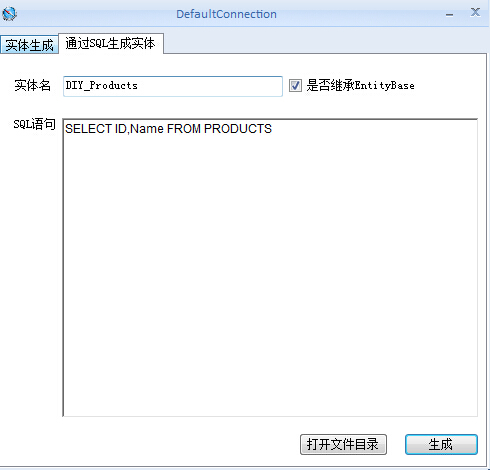 DefaultConnection
实体生成 通过SQL生成实体
实体名 DIY_Products 是否继承EntityBase
SQL语句 SELECT ID,Name FROM PRODUCTS
打开文件目录 生成